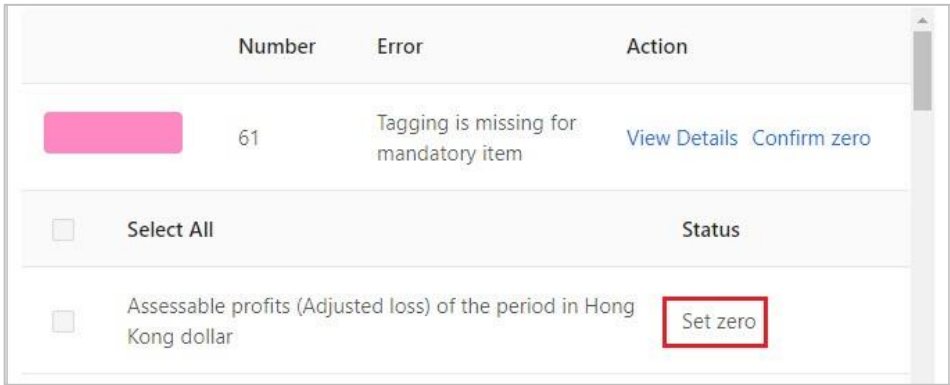 Number Error Action
61 Tagging is missing for mandatory item View Details Confirm zero
Select All Status
Assessable profits (Adjusted loss) of the period in Hong
Kong dollar
Set zero